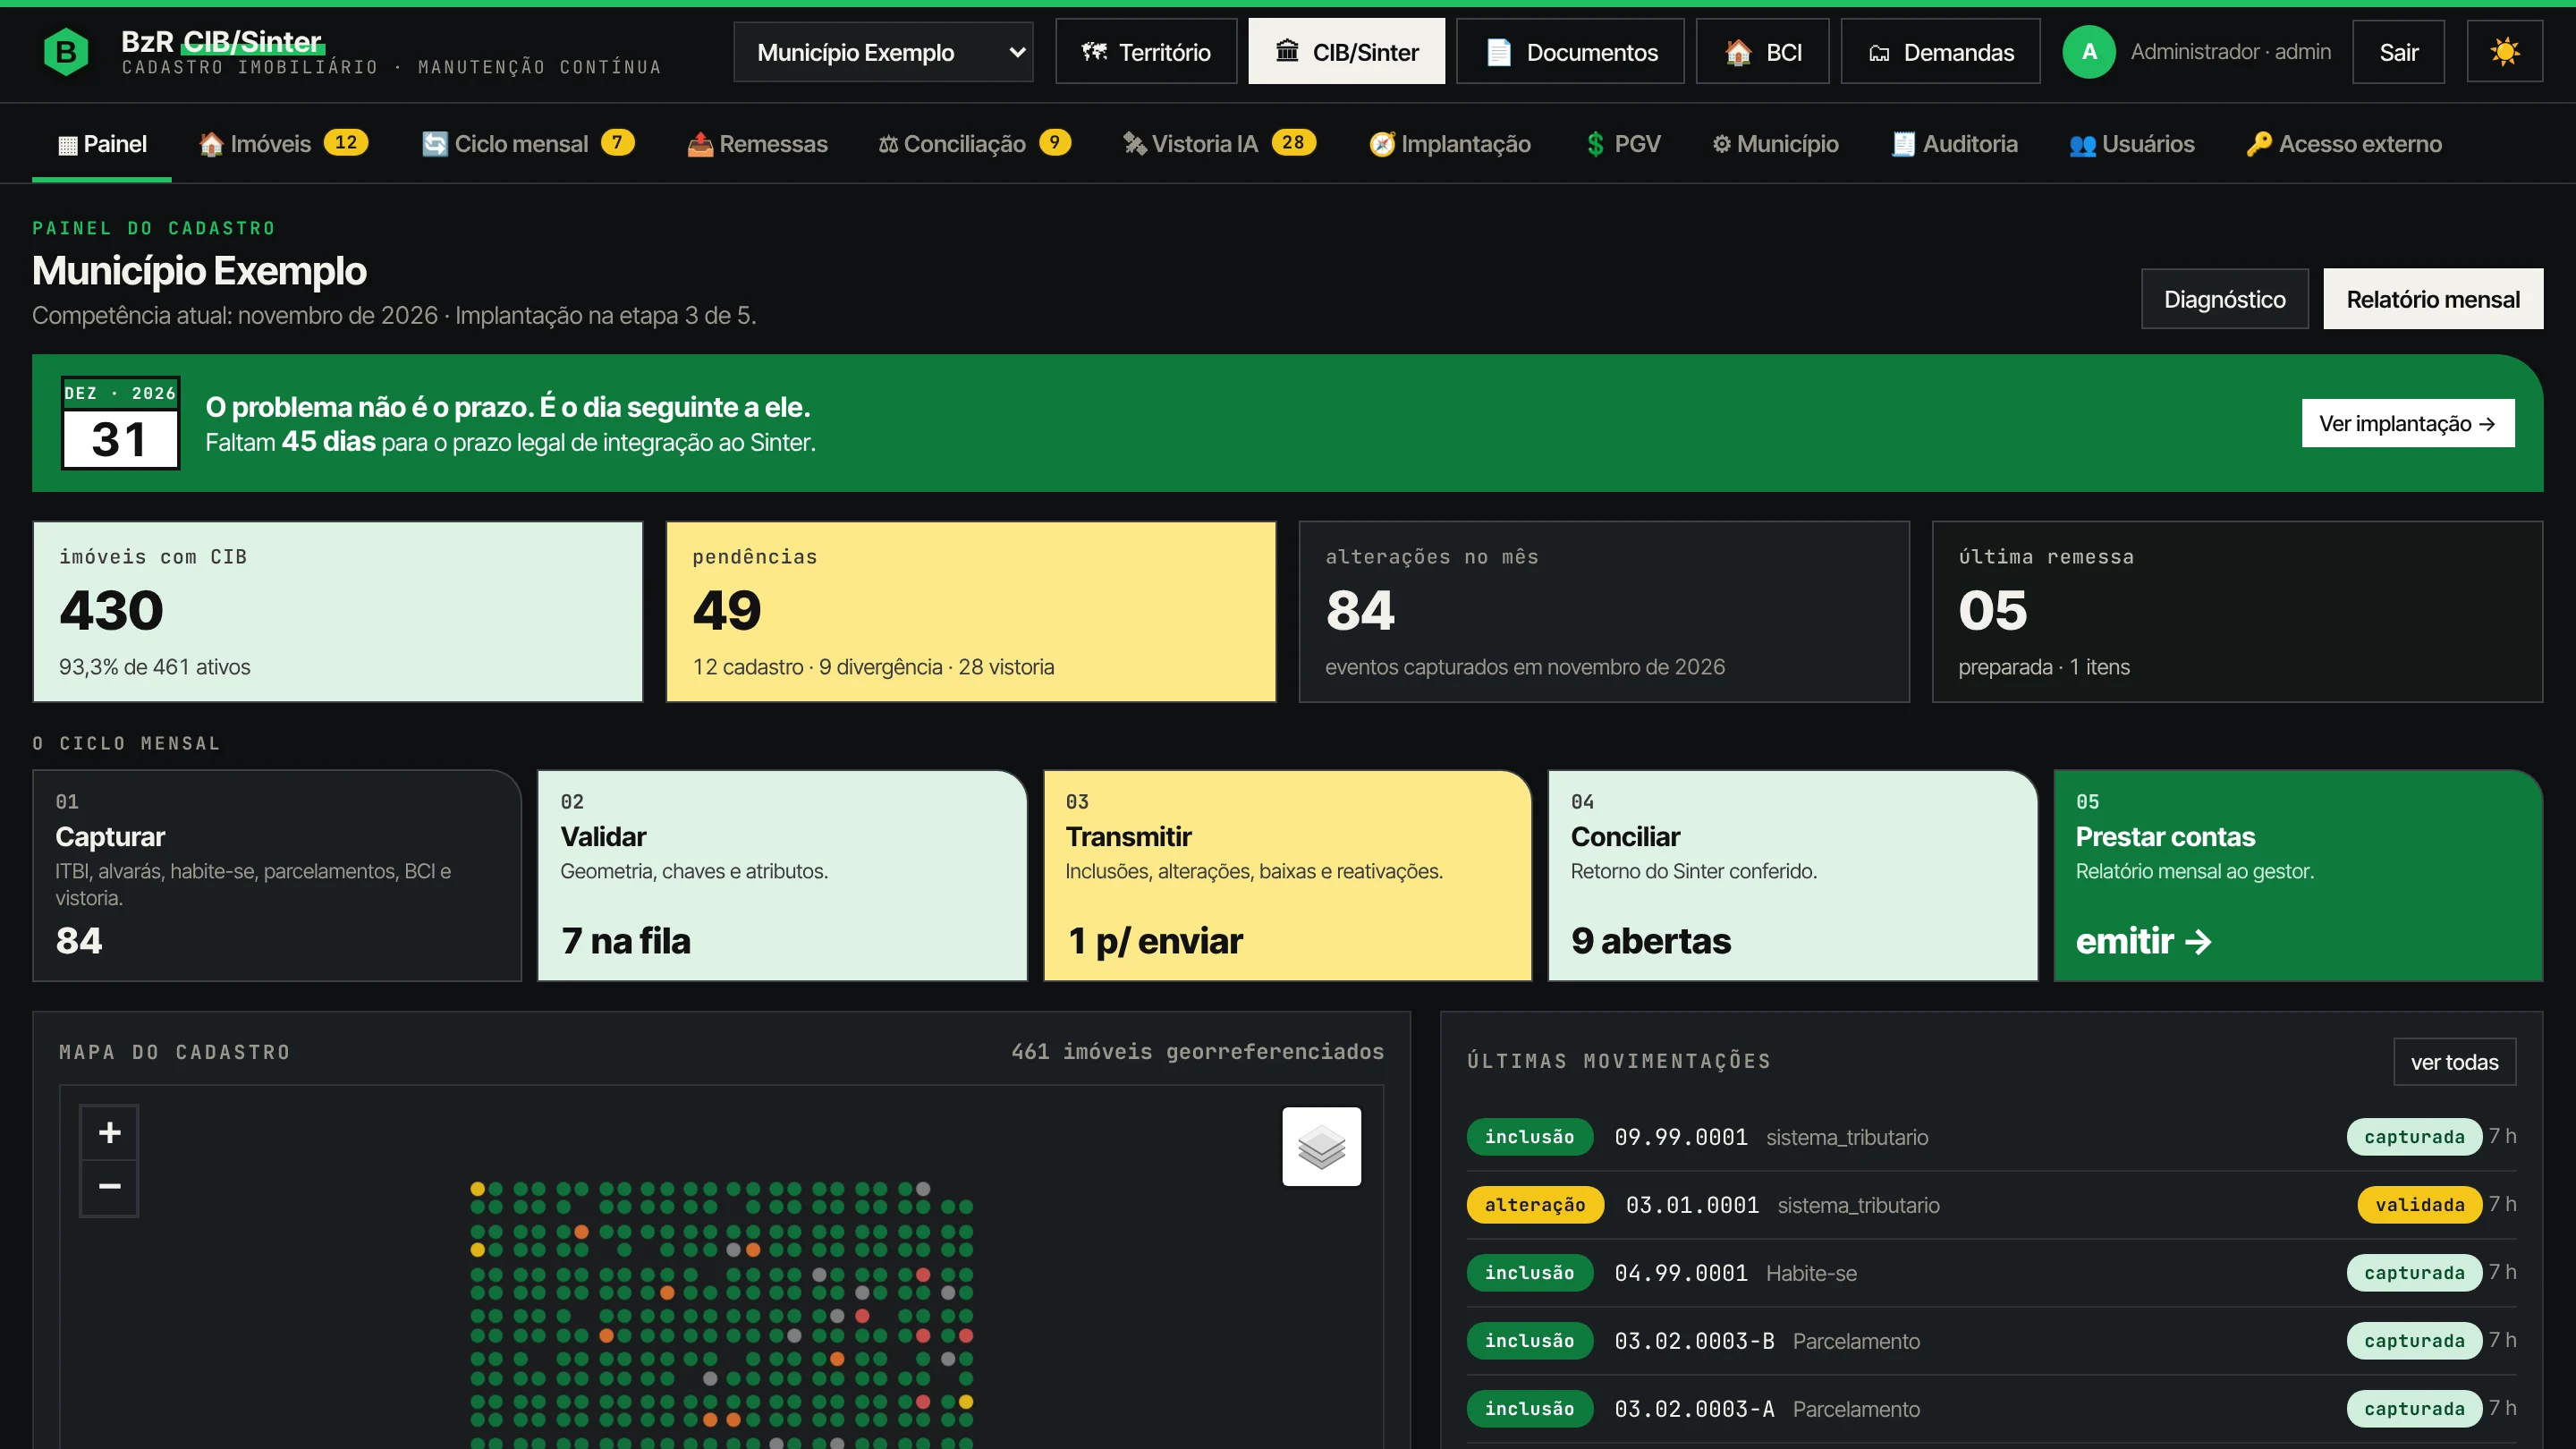 B
BzR CIB/Sinter
CADASTRO IMOBILIÁRIO · MANUTENÇÃO CONTÍNUA
Município Exemplo
Território
CIB/Sinter
Documentos
BCI
Demandas
A
Administrador · admin
Sair
Painel
Imóveis 12
Ciclo mensal 7
Remessas
Conciliação 9
Vistoria IA 28
Implantação
PGV
Município
Auditoria
Usuários
Acesso externo
PAINEL DO CADASTRO
Município Exemplo
Competência atual: novembro de 2026 · Implantação na etapa 3 de 5.
Diagnóstico
Relatório mensal
DEZ · 2026
31
O problema não é o prazo. É o dia seguinte a ele.
Faltam 45 dias para o prazo legal de integração ao Sinter.
Ver implantação →
imóveis com CIB
430
93,3% de 461 ativos
pendências
49
12 cadastro · 9 divergência · 28 vistoria
alterações no mês
84
eventos capturados em novembro de 2026
última remessa
05
preparada · 1 itens
O CICLO MENSAL
01
Capturar
ITBI, alvarás, habite-se, parcelamentos, BCI e
vistoria.
84
02
Validar
Geometria, chaves e atributos.
7 na fila
03
Transmitir
Inclusões, alterações, baixas e reativações.
1 p/ enviar
04
Conciliar
Retorno do Sinter conferido.
9 abertas
05
Prestar contas
Relatório mensal ao gestor.
emitir →
MAPA DO CADASTRO
461 imóveis georreferenciados
+
−
ÚLTIMAS MOVIMENTAÇÕES
ver todas
inclusão 09.99.0001 sistema_tributario capturada 7 h
alteração 03.01.0001 sistema_tributario validada 7 h
inclusão 04.99.0001 Habite-se capturada 7 h
inclusão 03.02.0003-B Parcelamento capturada 7 h
inclusão 03.02.0003-A Parcelamento capturada 7 h